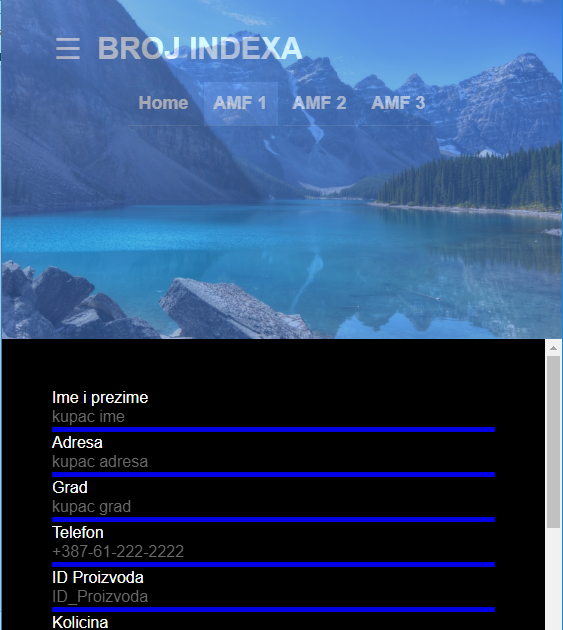 ☰ BROJ INDEXA
Home AMF 1 AMF 2 AMF 3
Ime i prezime
kupac ime
Adresa
kupac adresa
Grad
kupac grad
Telefon
+387-61-222-2222
ID Proizvoda
ID_Proizvoda
Kolicina